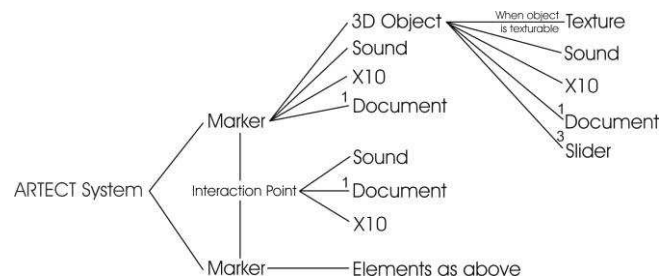 3D Object
When object
is texturable
Texture
Sound
Sound
X10
X10
1
Document
1
Document
Marker
3
Slider
Sound
ARTECT System
Interaction Point
1
Document
X10
Marker
Elements as above